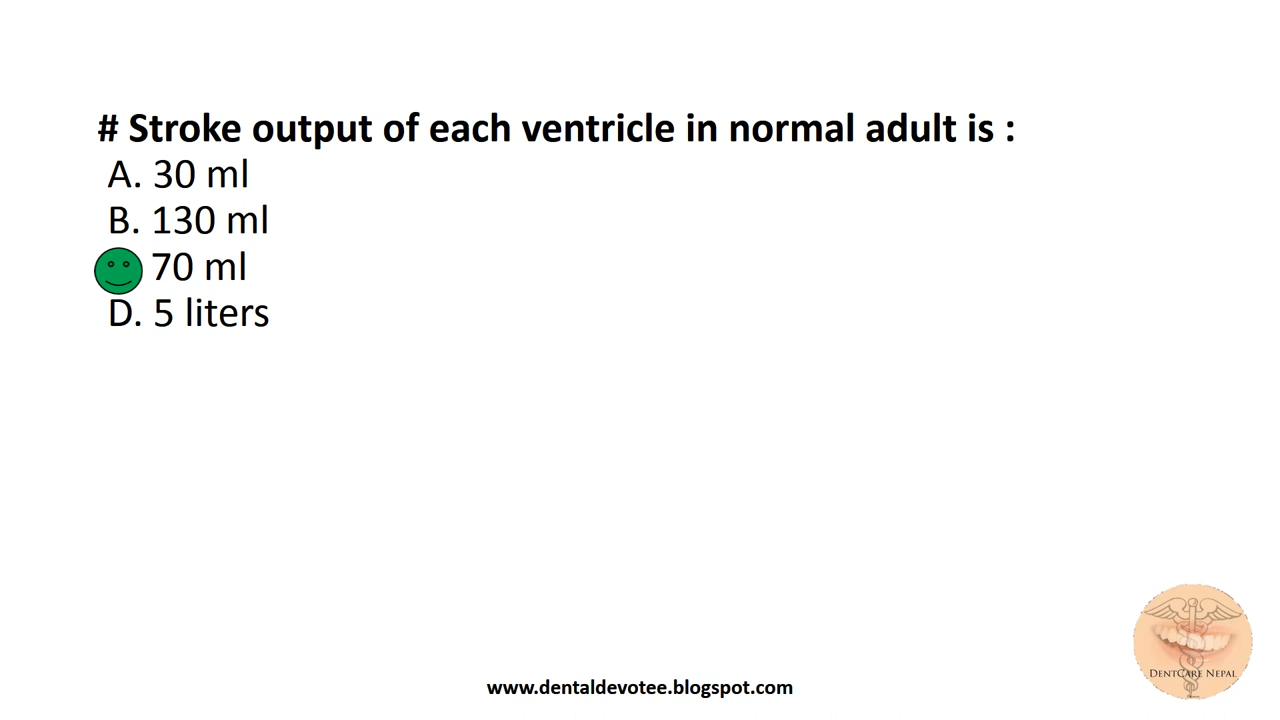 # Stroke output of each ventricle in normal adult is :
A. 30 ml
B. 130 ml
70 ml
D. 5 liters
DentCare Nepal
www.dentaldevotee.blogspot.com